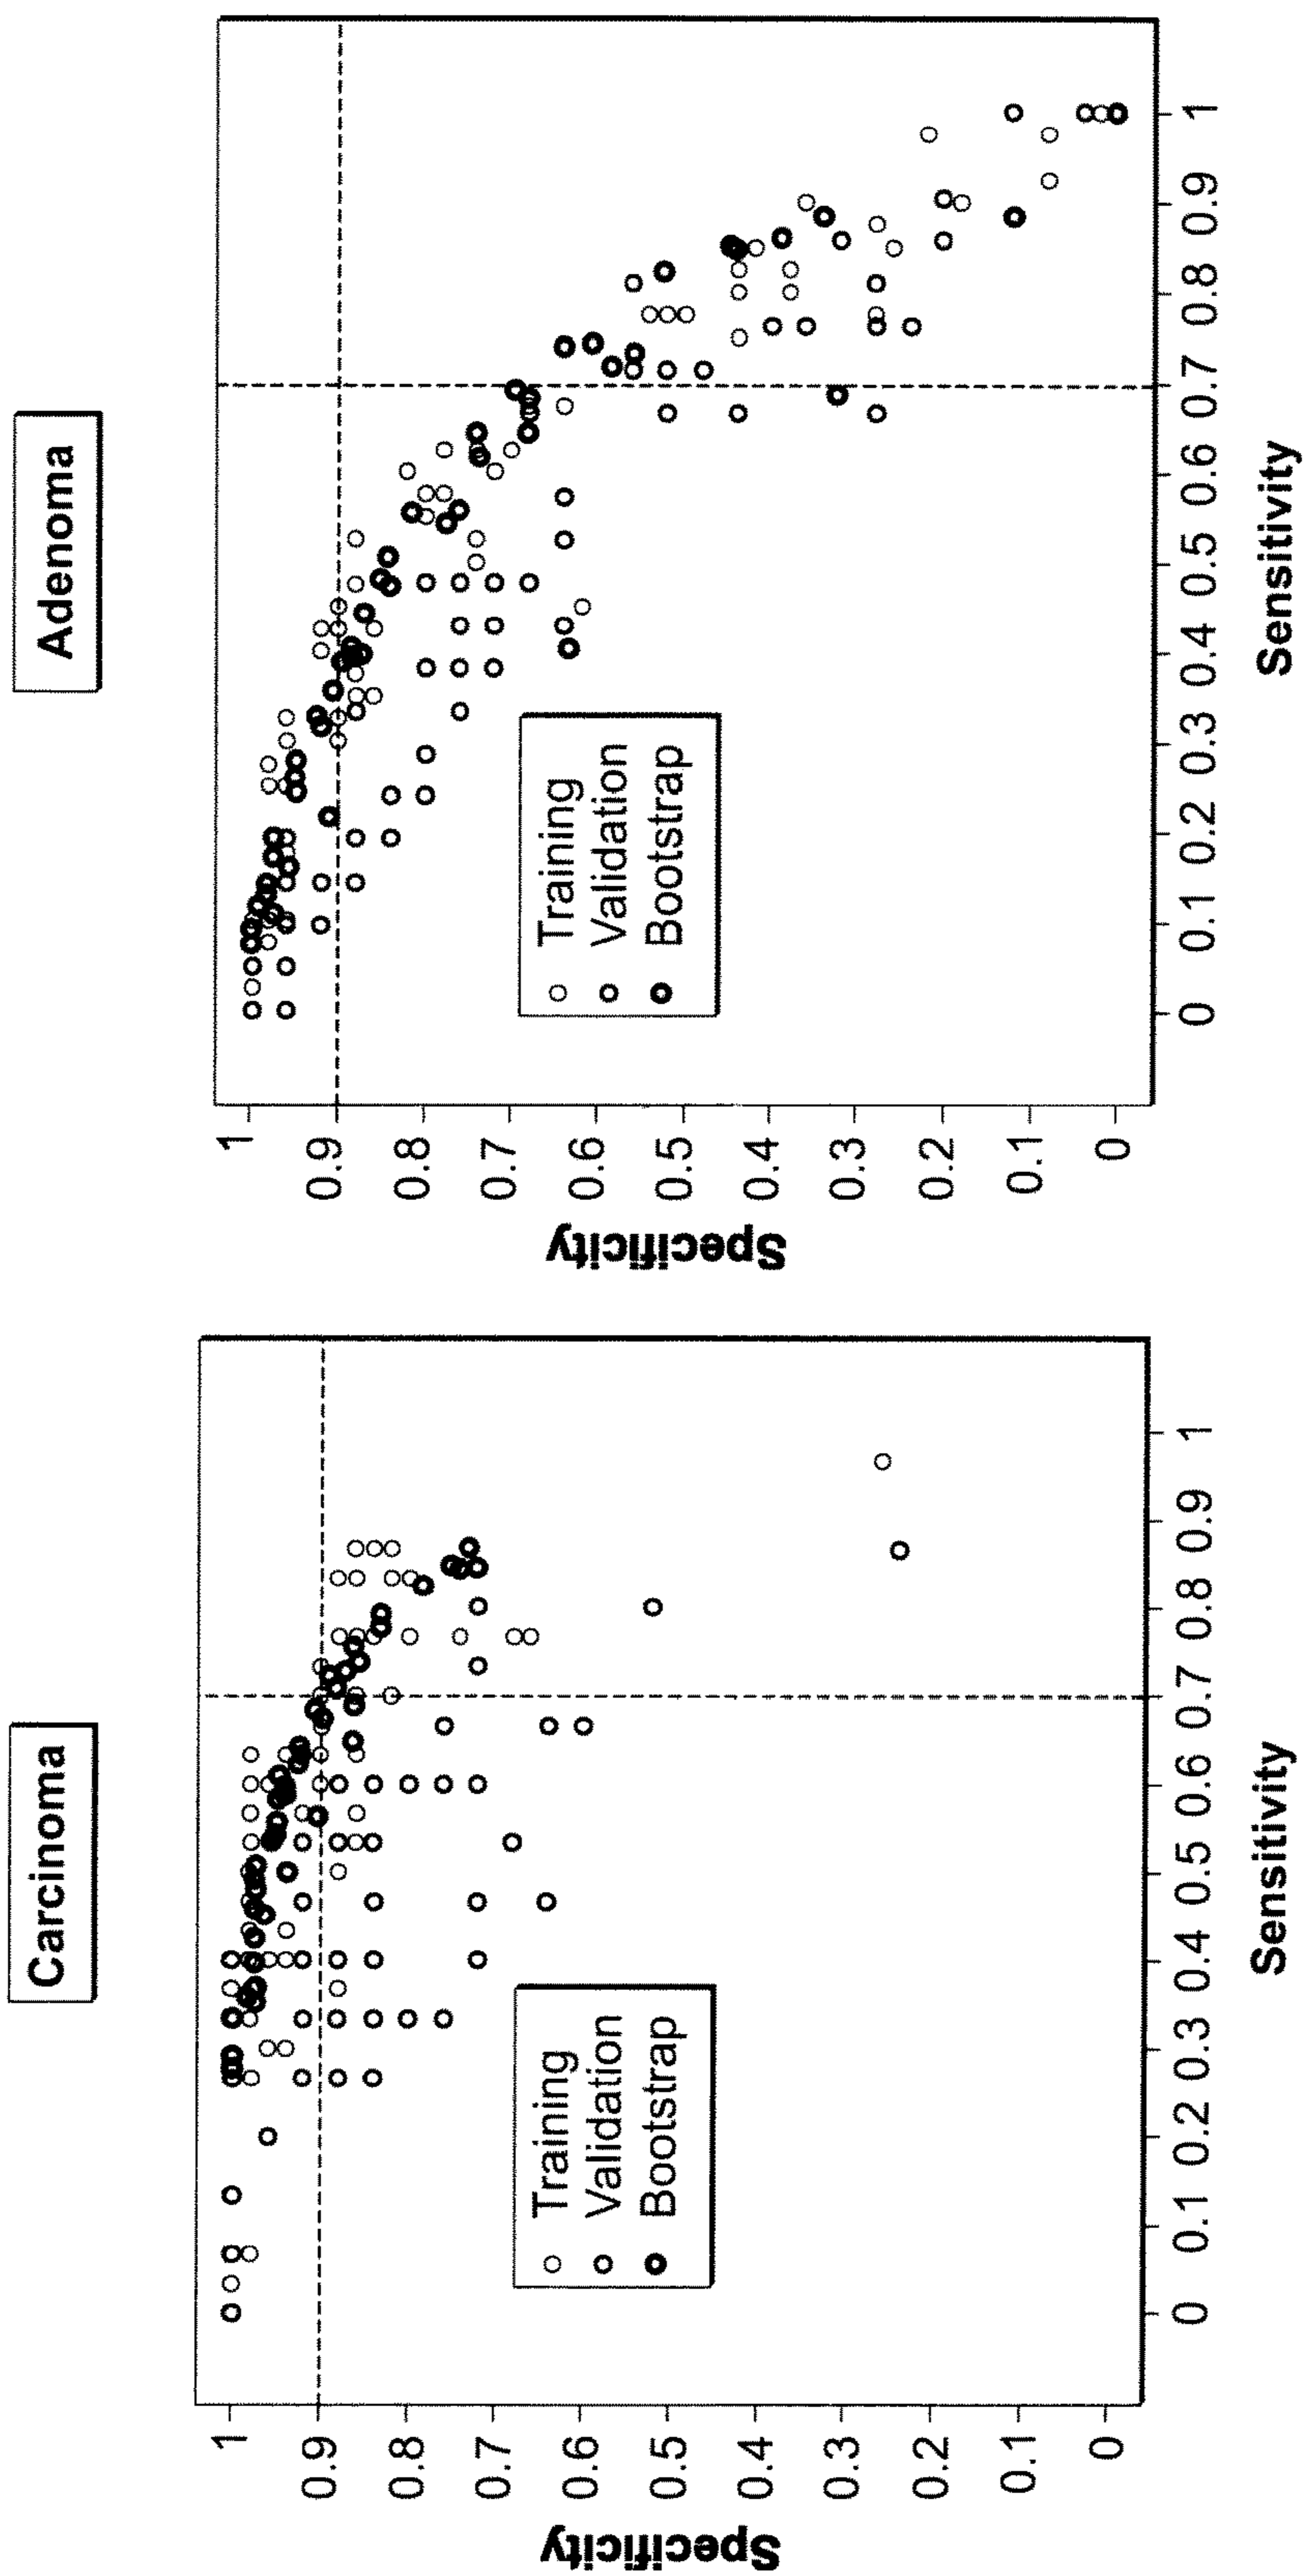 Carcinoma
Specificity
1
0.9
0.8
0.7
0.6
0.5
0.4
0.3
0.2
0.1
0
Training
Validation
Bootstrap
0 0.1 0.2 0.3 0.4 0.5 0.6 0.7 0.8 0.9 1
Sensitivity
Adenoma
Specificity
1
0.9
0.8
0.7
0.6
0.5
0.4
0.3
0.2
0.1
0
Training
Validation
Bootstrap
0 0.1 0.2 0.3 0.4 0.5 0.6 0.7 0.8 0.9 1
Sensitivity